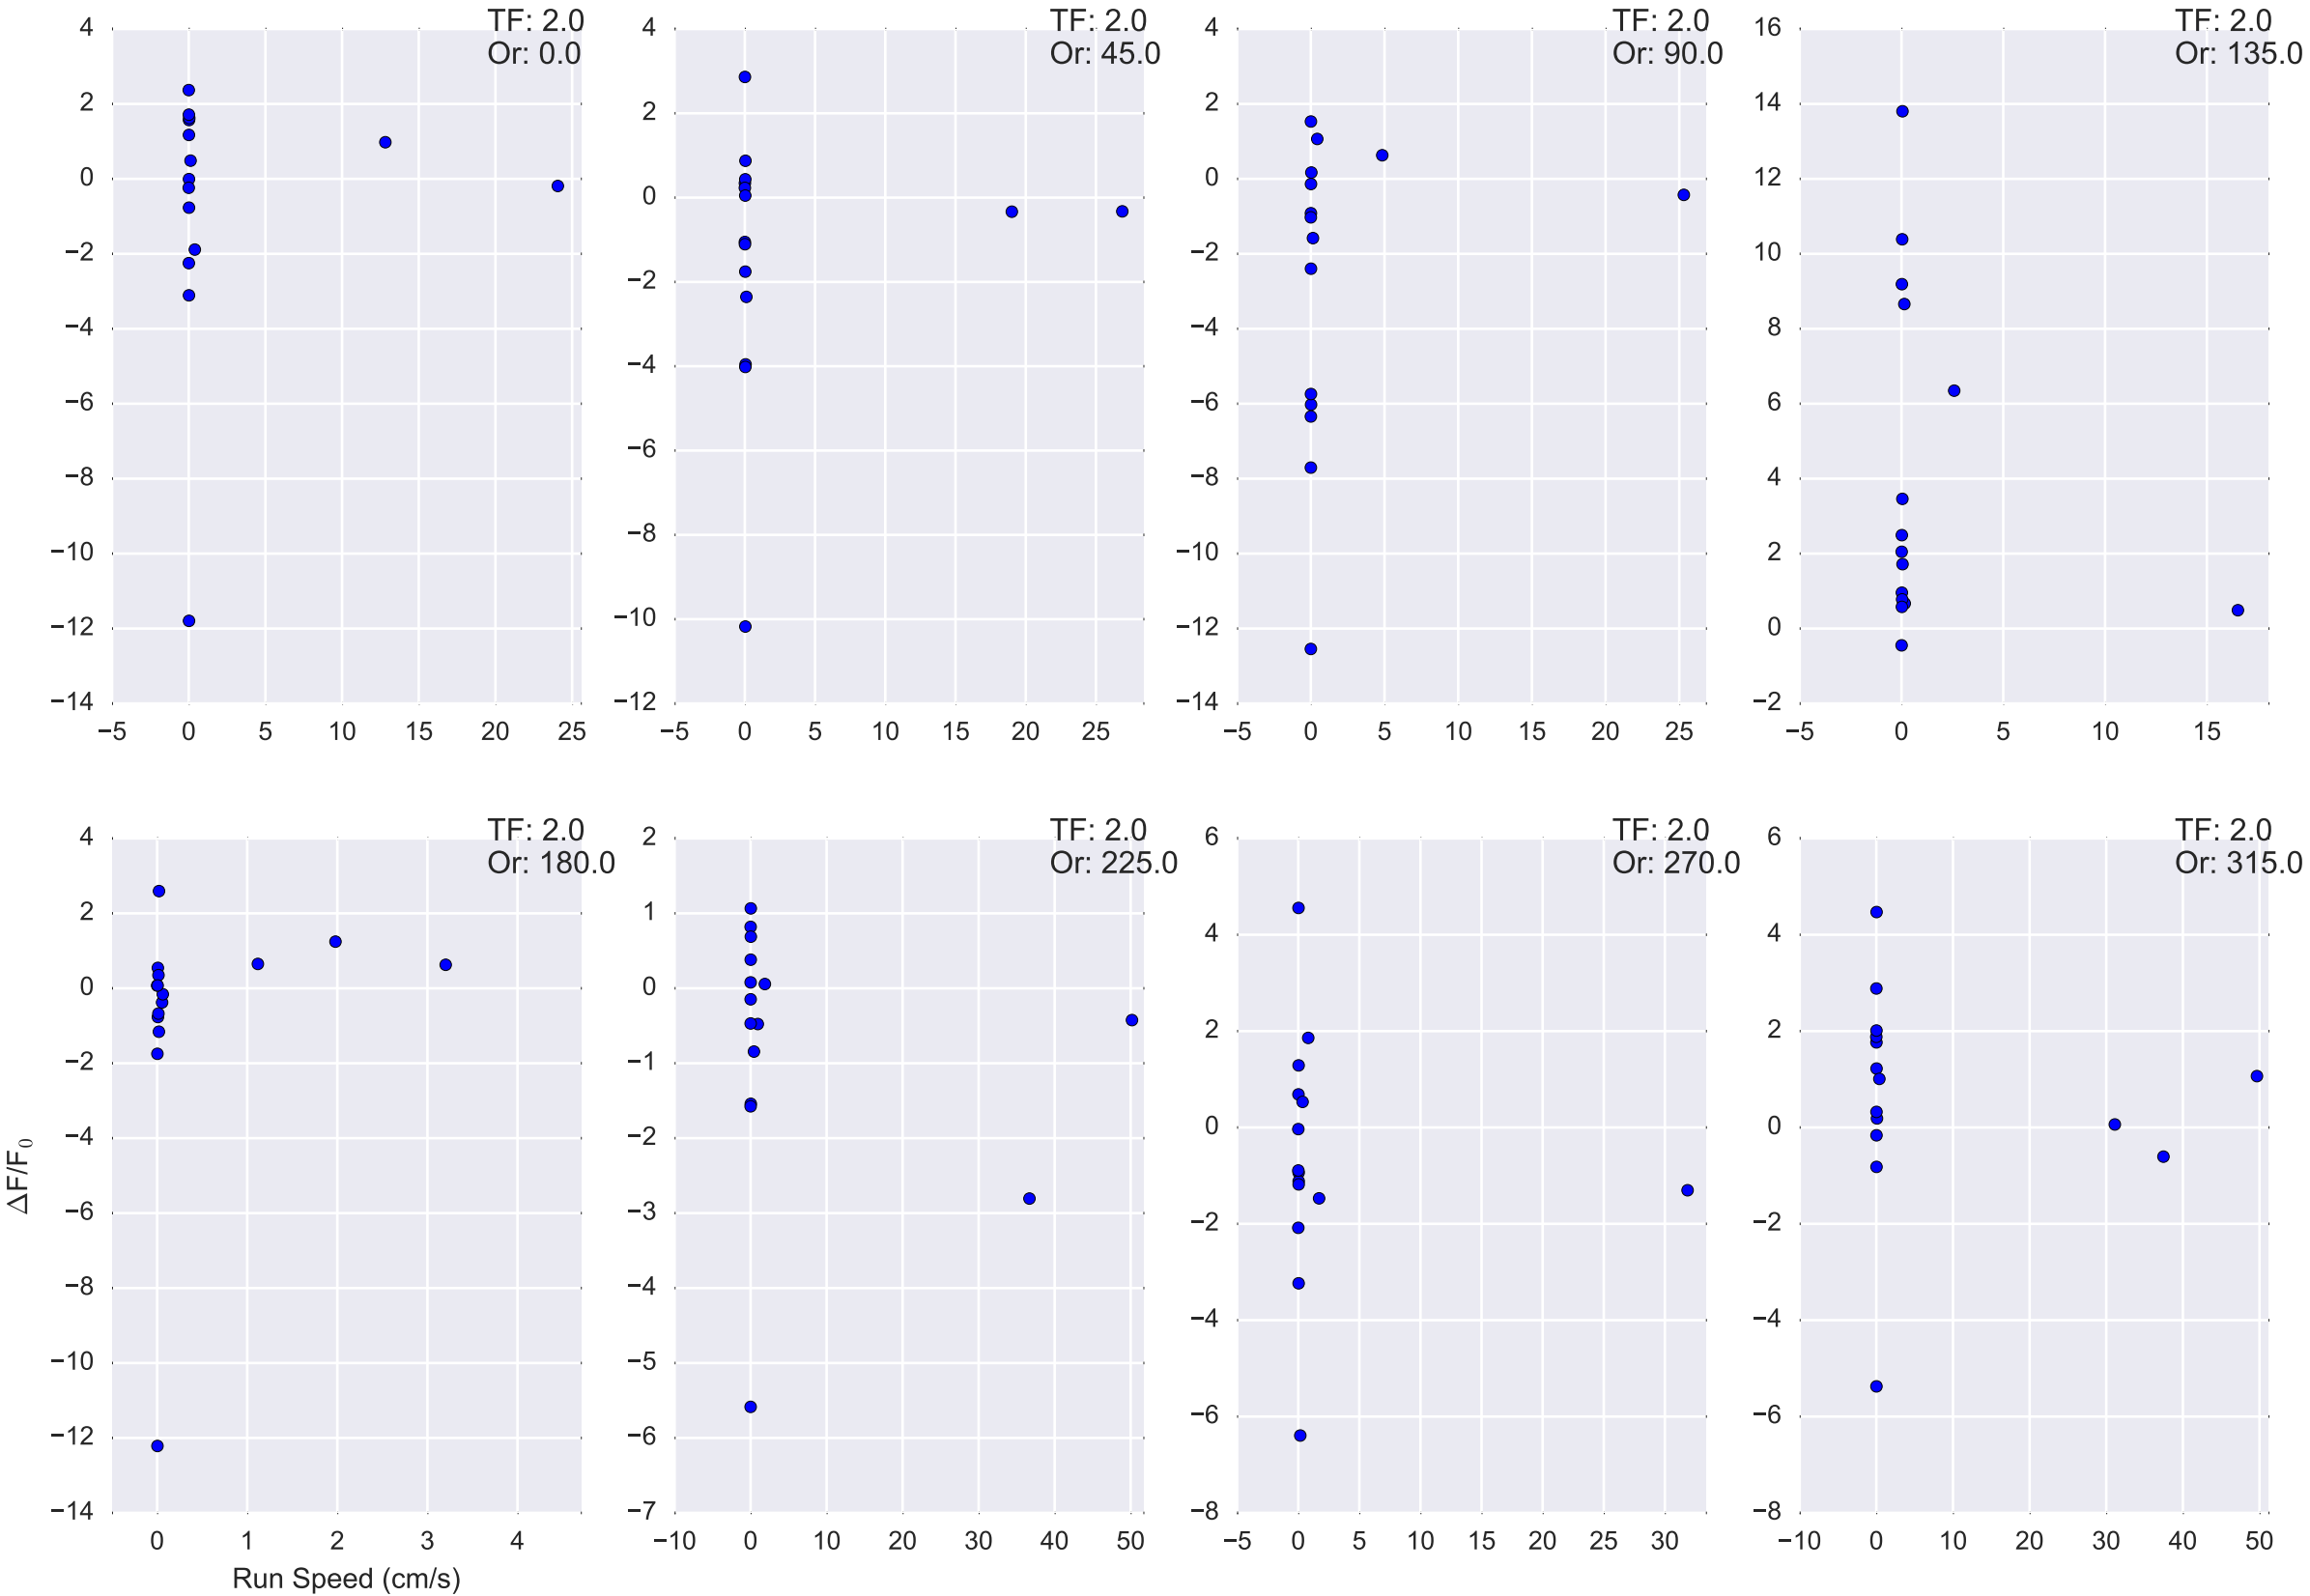 TF: 2.0
Or: 0.0
4
2
0
−2
−4
−6
−8
−10
−12
−14
−5 0 5 10 15 20 25
TF: 2.0
Or: 45.0
4
2
0
−2
−4
−6
−8
−10
−12
−5 0 5 10 15 20 25
TF: 2.0
Or: 90.0
4
2
0
−2
−4
−6
−8
−10
−12
−14
−5 0 5 10 15 20 25
TF: 2.0
Or: 135.0
16
14
12
10
8
6
4
2
0
−2
−5 0 5 10 15
TF: 2.0
Or: 180.0
4
2
0
−2
−4
−6
−8
−10
−12
−14
0 1 2 3 4
Run Speed (cm/s)
ΔF/F₀
TF: 2.0
Or: 225.0
2
1
0
−1
−2
−3
−4
−5
−6
−7
−10 0 10 20 30 40 50
TF: 2.0
Or: 270.0
6
4
2
0
−2
−4
−6
−8
−5 0 5 10 15 20 25 30
TF: 2.0
Or: 315.0
6
4
2
0
−2
−4
−6
−8
−10 0 10 20 30 40 50